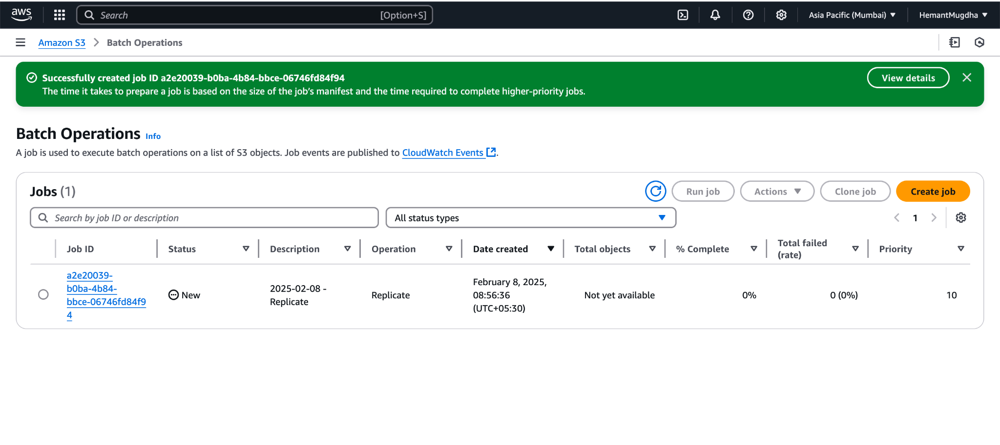 aws
Search
[Option+S]
Asia Pacific (Mumbai)
HemantMugdha
Amazon S3
Batch Operations
Successfully created job ID a2e20039-b0ba-4b84-bbce-06746fd84f94
The time it takes to prepare a job is based on the size of the job's manifest and the time required to complete higher-priority jobs.
View details
Batch Operations Info
A job is used to execute batch operations on a list of S3 objects. Job events are published to CloudWatch Events.
Jobs (1)
Run job
Actions
Clone job
Create job
Search by job ID or description
All status types
1
Job ID
Status
Description
Operation
Date created
Total objects
% Complete
Total failed
(rate)
Priority
a2e20039-
b0ba-4b84-
bbce-06746fd84f9
4
New
2025-02-08 -
Replicate
Replicate
February 8, 2025,
08:56:36
(UTC+05:30)
Not yet available
0%
0 (0%)
10